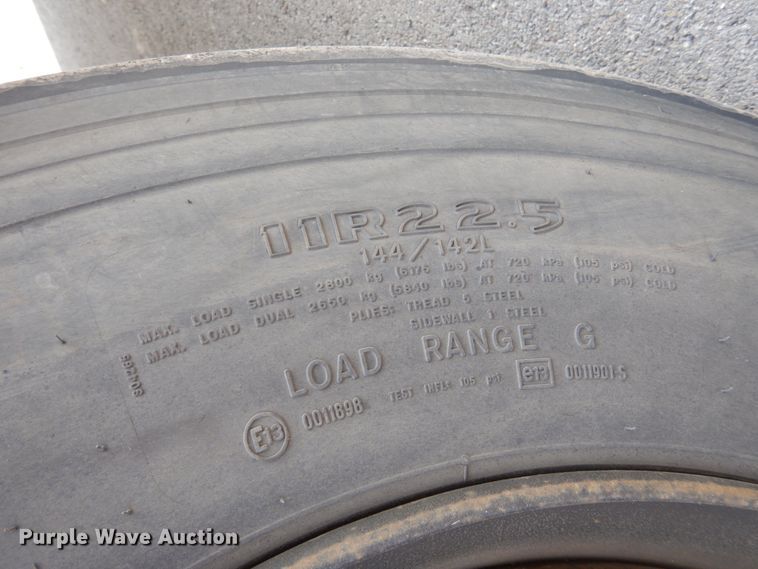 11R22.5
144/142L
MAX. LOAD SINGLE 2800 kg (6175 lbs) AT 720 kPa (105 psi) COLD
MAX. LOAD DUAL 2650 kg (5840 lbs) AT 720 kPa (105 psi) COLD
PLIES: TREAD 5 STEEL
SIDEWALL 1 STEEL
LOAD RANGE G
E13 0011898 TEST INFL: 105 psi e13 0011901-S
Purple Wave Auction®